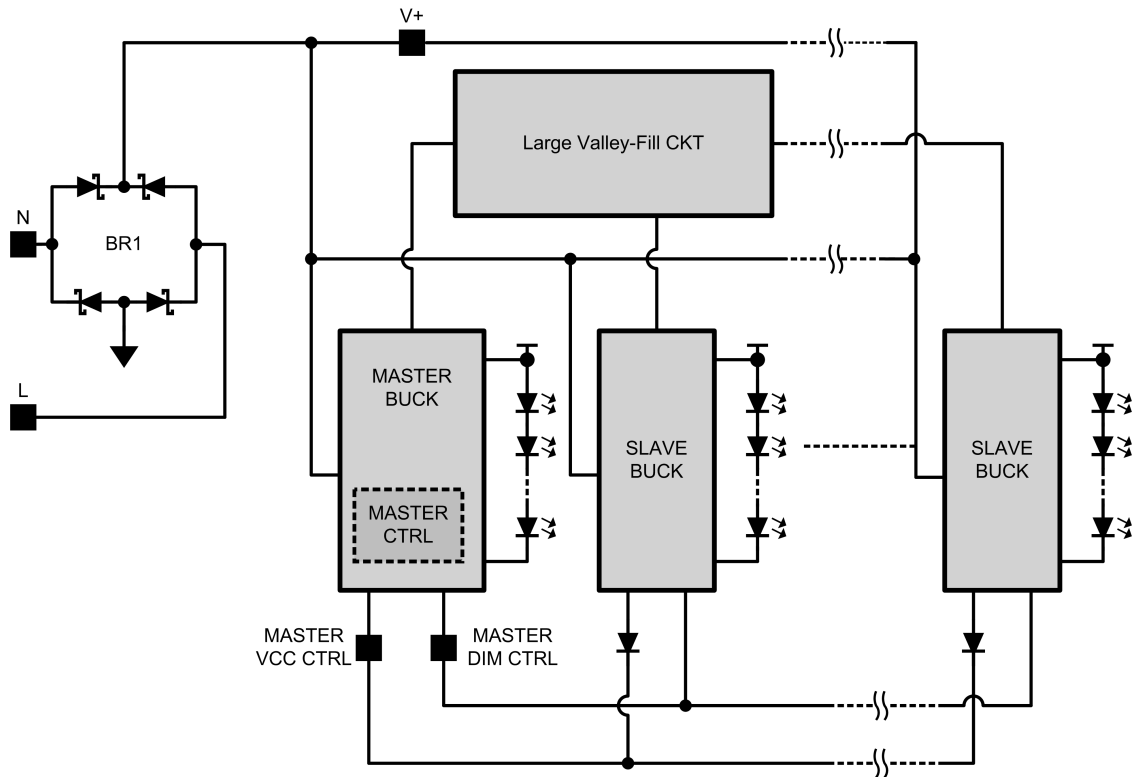 V+
Large Valley-Fill CKT
N
BR1
L
MASTER
BUCK
MASTER
CTRL
SLAVE
BUCK
SLAVE
BUCK
MASTER
VCC CTRL
MASTER
DIM CTRL